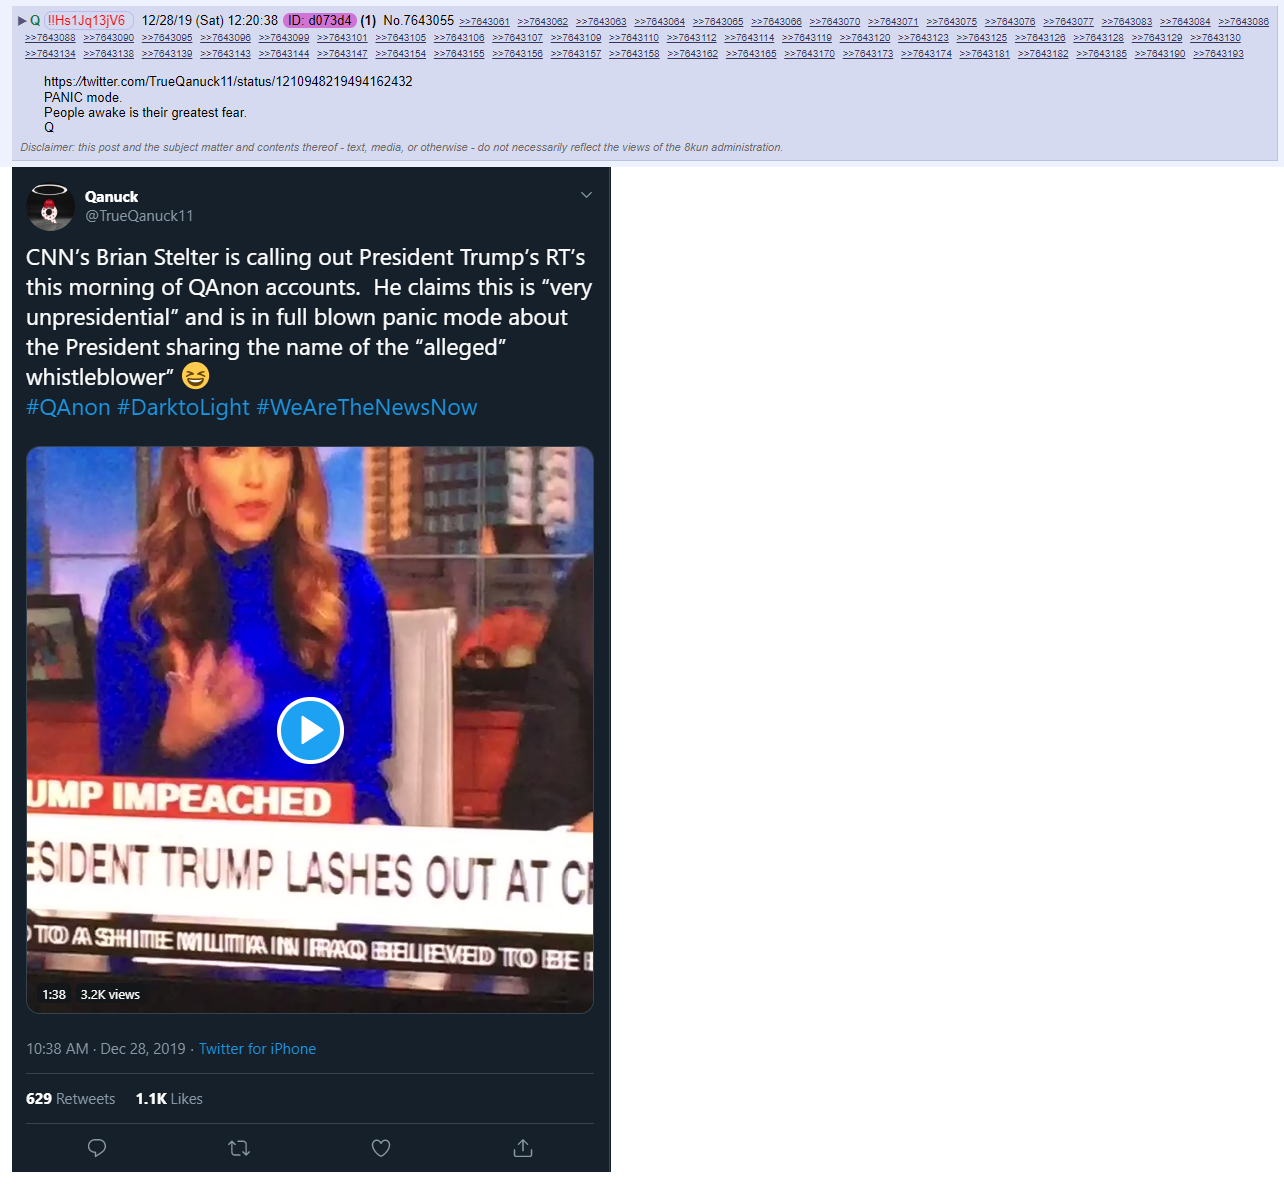 ▶ Q !!Hs1Jq13jV6 12/28/19 (Sat) 12:20:38 ID: d073d4 (1) No.7643055 >>7643061 >>7643062 >>7643063 >>7643064 >>7643065 >>7643066 >>7643070 >>7643071 >>7643075 >>7643076 >>7643077 >>7643083 >>7643084 >>7643086
>>7643088 >>7643090 >>7643095 >>7643096 >>7643099 >>7643101 >>7643105 >>7643106 >>7643107 >>7643109 >>7643110 >>7643112 >>7643114 >>7643119 >>7643120 >>7643123 >>7643125 >>7643126 >>7643128 >>7643129 >>7643130
>>7643134 >>7643138 >>7643139 >>7643143 >>7643144 >>7643147 >>7643154 >>7643155 >>7643156 >>7643157 >>7643158 >>7643162 >>7643165 >>7643170 >>7643173 >>7643174 >>7643181 >>7643182 >>7643185 >>7643190 >>7643193
https://twitter.com/TrueQanuck11/status/1210948219494162432
PANIC mode.
People awake is their greatest fear.
Q
Disclaimer: this post and the subject matter and contents thereof - text, media, or otherwise - do not necessarily reflect the views of the 8kun administration.
Qanuck
@TrueQanuck11
CNN’s Brian Stelter is calling out President Trump’s RT’s
this morning of QAnon accounts.  He claims this is “very
unpresidential” and is in full blown panic mode about
the President sharing the name of the “alleged”
whistleblower” 😆
#QAnon #DarktoLight #WeAreTheNewsNow
UMP IMPEACHED
ESIDENT TRUMP LASHES OUT AT
TO A SHIITE MILITIA IN IRAQ BELIEVED TO BE
1:38 3.2K views
10:38 AM · Dec 28, 2019 · Twitter for iPhone
629 Retweets 1.1K Likes